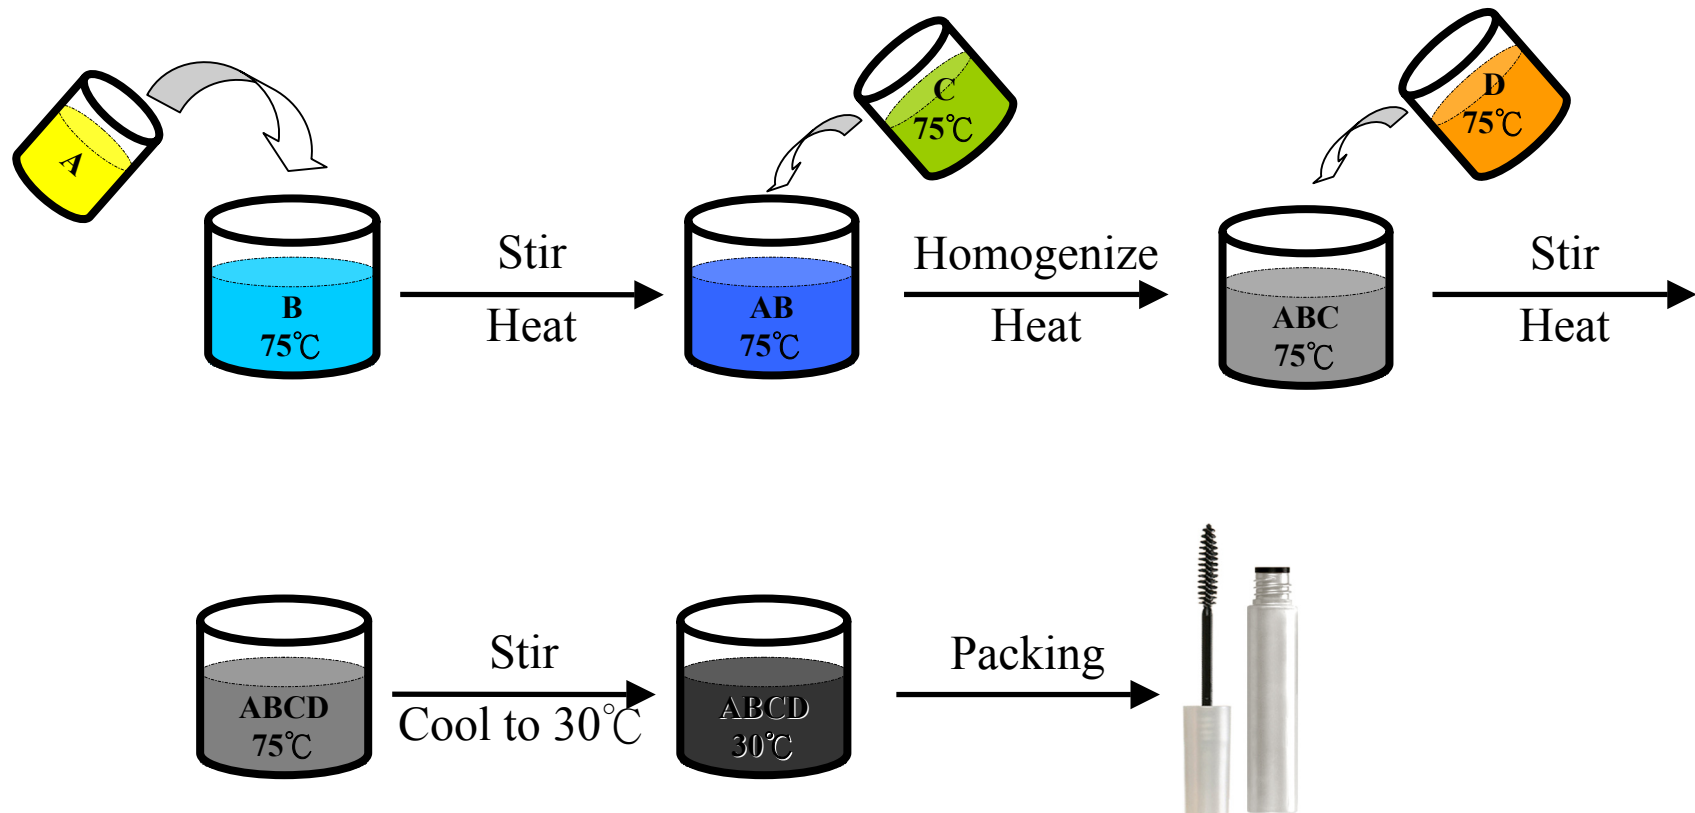 A
B
75℃
Stir
Heat
C
75℃
AB
75℃
Homogenize
Heat
D
75℃
ABC
75℃
Stir
Heat
ABCD
75℃
Stir
Cool to 30℃
ABCD
30℃
Packing